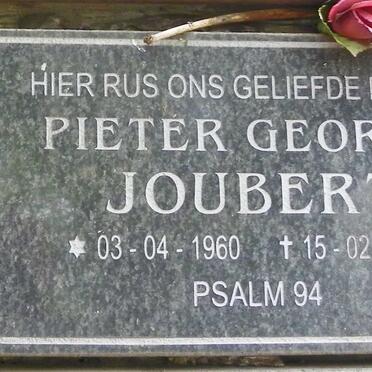 HIER RUS ONS GELIEFDE
PIETER GEOR
JOUBERT
* 03 - 04 - 1960 † 15 - 02
PSALM 94